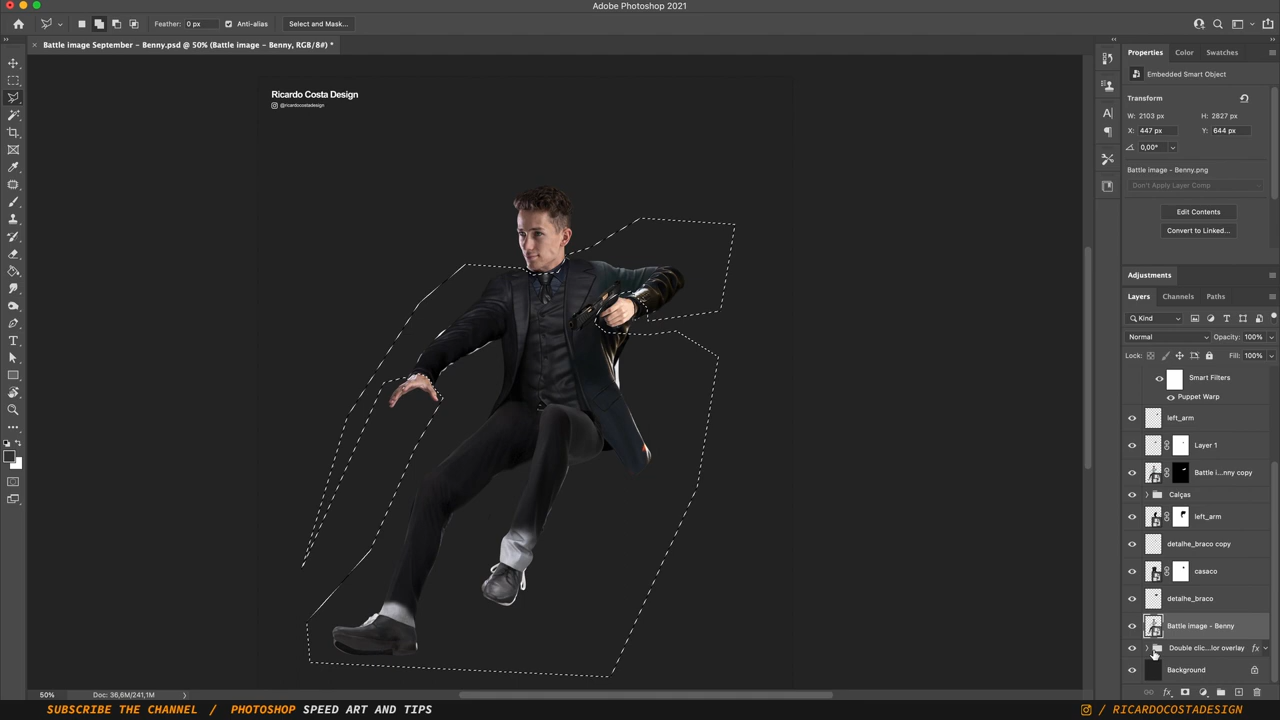 Adobe Photoshop 2021
Feather: 0 px
Anti-alias
Select and Mask...
Battle image September - Benny.psd @ 50% (Battle image - Benny, RGB/8#) *
Ricardo Costa Design
@ricardocostadesign
Properties
Color
Swatches
Embedded Smart Object
Transform
W: 2103 px
H: 2827 px
X: 447 px
Y: 644 px
0,00°
Battle image - Benny.png
Don't Apply Layer Comp
Edit Contents
Convert to Linked...
Adjustments
Layers
Channels
Paths
Kind
Normal
Opacity: 100%
Lock:
Fill: 100%
Smart Filters
Puppet Warp
left_arm
Layer 1
Battle i...nny copy
Calças
left_arm
detalhe_braco copy
casaco
detalhe_braco
Battle image - Benny
Double clic...lor overlay
fx
Background
50%
Doc: 36,6M/241,1M
fx
SUBSCRIBE THE CHANNEL / PHOTOSHOP SPEED ART AND TIPS
/ RICARDOCOSTADESIGN